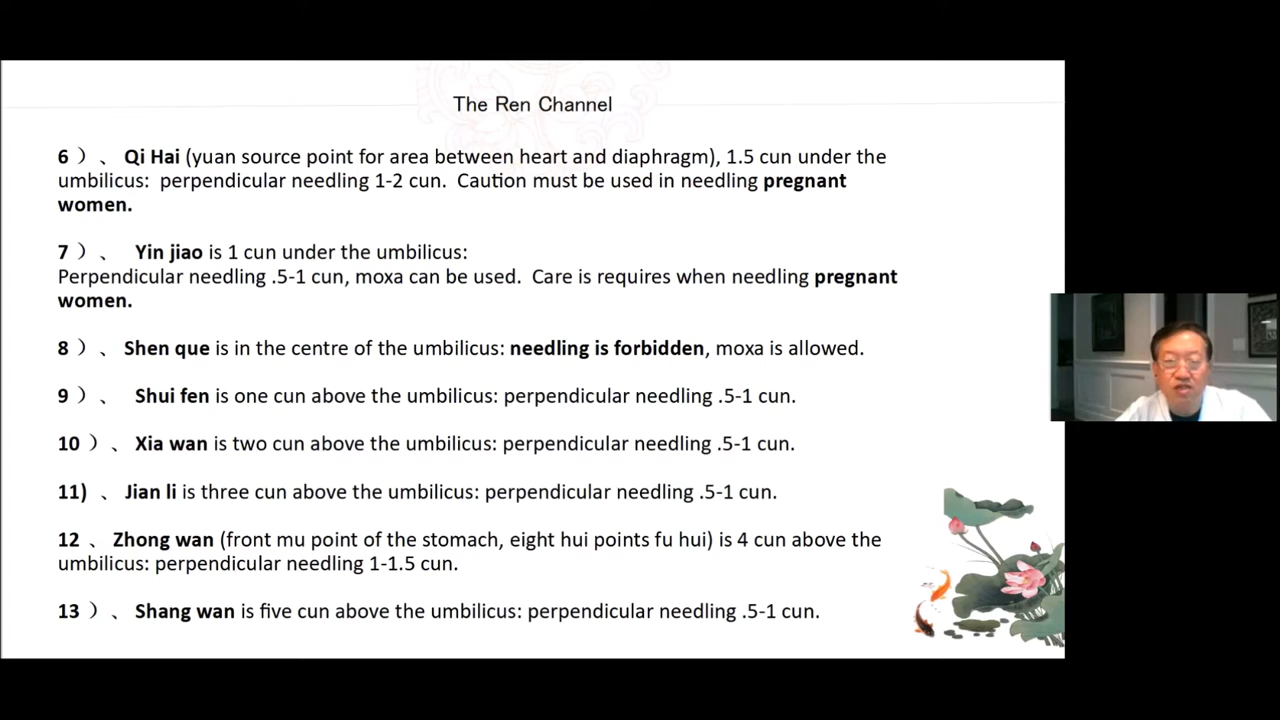 The Ren Channel
6 ）、 Qi Hai (yuan source point for area between heart and diaphragm), 1.5 cun under the
umbilicus: perpendicular needling 1-2 cun. Caution must be used in needling pregnant
women.
7 ）、 Yin jiao is 1 cun under the umbilicus:
Perpendicular needling .5-1 cun, moxa can be used. Care is requires when needling pregnant
women.
8 ）、 Shen que is in the centre of the umbilicus: needling is forbidden, moxa is allowed.
9 ）、 Shui fen is one cun above the umbilicus: perpendicular needling .5-1 cun.
10 ）、 Xia wan is two cun above the umbilicus: perpendicular needling .5-1 cun.
11) 、 Jian li is three cun above the umbilicus: perpendicular needling .5-1 cun.
12 、 Zhong wan (front mu point of the stomach, eight hui points fu hui) is 4 cun above the
umbilicus: perpendicular needling 1-1.5 cun.
13 ）、 Shang wan is five cun above the umbilicus: perpendicular needling .5-1 cun.